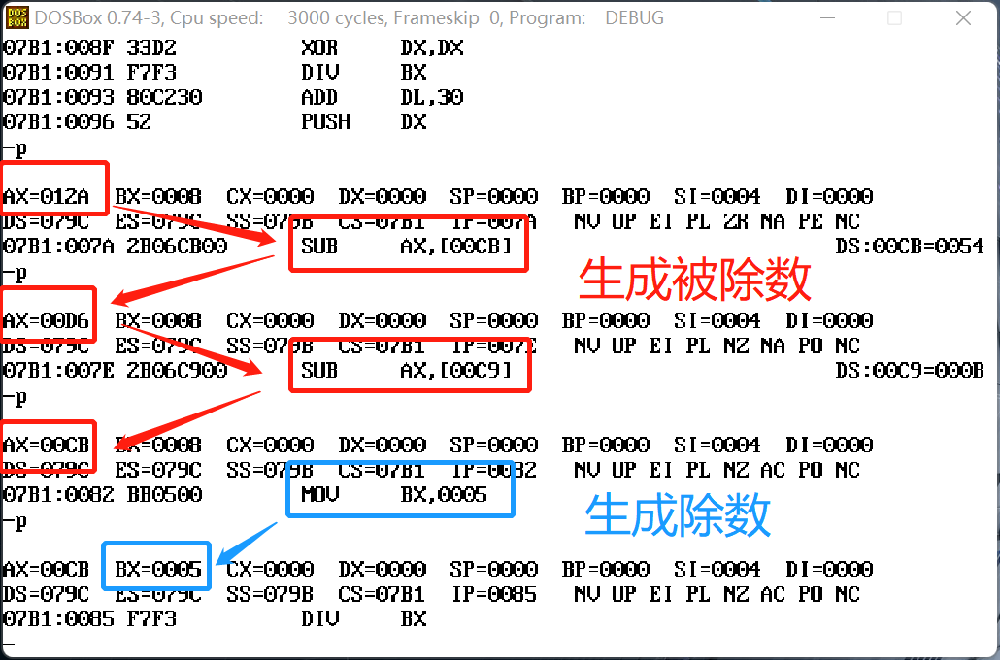 DOSBox 0.74-3, Cpu speed: 3000 cycles, Frameskip 0, Program: DEBUG
07B1:008F 33D2 XOR DX,DX
07B1:0091 F7F3 DIV BX
07B1:0093 80C230 ADD DL,30
07B1:0096 52 PUSH DX
-p
AX=012A BX=0008 CX=0000 DX=0000 SP=0000 BP=0000 SI=0004 DI=0000
DS=079C ES=079C SS=079B CS=07B1 IP=007A NV UP EI PL ZR NA PE NC
07B1:007A 2B06CB00 SUB AX,[00CB] DS:00CB=0054
-p
生成被除数
AX=00D6 BX=0008 CX=0000 DX=0000 SP=0000 BP=0000 SI=0004 DI=0000
DS=079C ES=079C SS=079B CS=07B1 IP=007E NV UP EI PL NZ NA PO NC
07B1:007E 2B06C900 SUB AX,[00C9] DS:00C9=000B
-p
AX=00CB BX=0008 CX=0000 DX=0000 SP=0000 BP=0000 SI=0004 DI=0000
DS=079C ES=079C SS=079B CS=07B1 IP=0082 NV UP EI PL NZ AC PO NC
07B1:0082 BB0500 MOV BX,0005
-p
生成除数
AX=00CB BX=0005 CX=0000 DX=0000 SP=0000 BP=0000 SI=0004 DI=0000
DS=079C ES=079C SS=079B CS=07B1 IP=0085 NV UP EI PL NZ AC PO NC
07B1:0085 F7F3 DIV BX
-